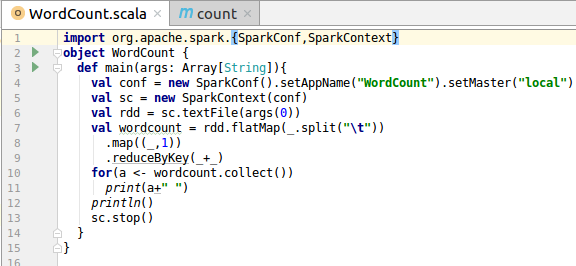 WordCount.scala × m count ×
1 import org.apache.spark.{SparkConf,SparkContext}
2 object WordCount {
3   def main(args: Array[String]){
4     val conf = new SparkConf().setAppName("WordCount").setMaster("local")
5     val sc = new SparkContext(conf)
6     val rdd = sc.textFile(args(0))
7     val wordcount = rdd.flatMap(_.split("\t"))
8       .map((_,1))
9       .reduceByKey(_+_)
10     for(a <- wordcount.collect())
11       print(a+" ")
12     println()
13     sc.stop()
14   }
15 }
16